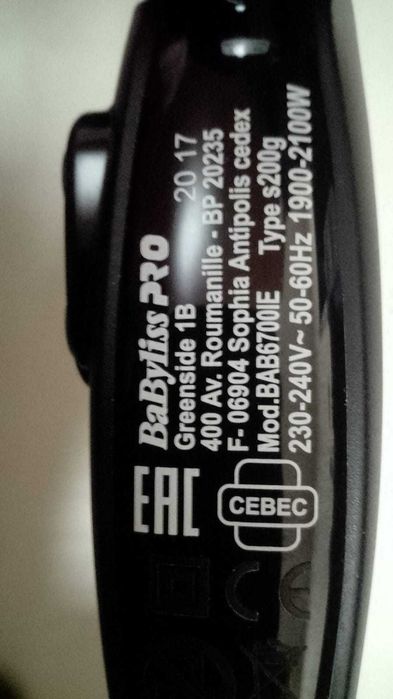 BaByliss PRO
Greenside 1B 20 17
400 Av. Roumanille - BP 20235
F- 06904 Sophia Antipolis cedex
Mod.BAB6700IE Type s200g
230-240V~ 50-60Hz 1900-2100W
EAC
CEBEC
CE